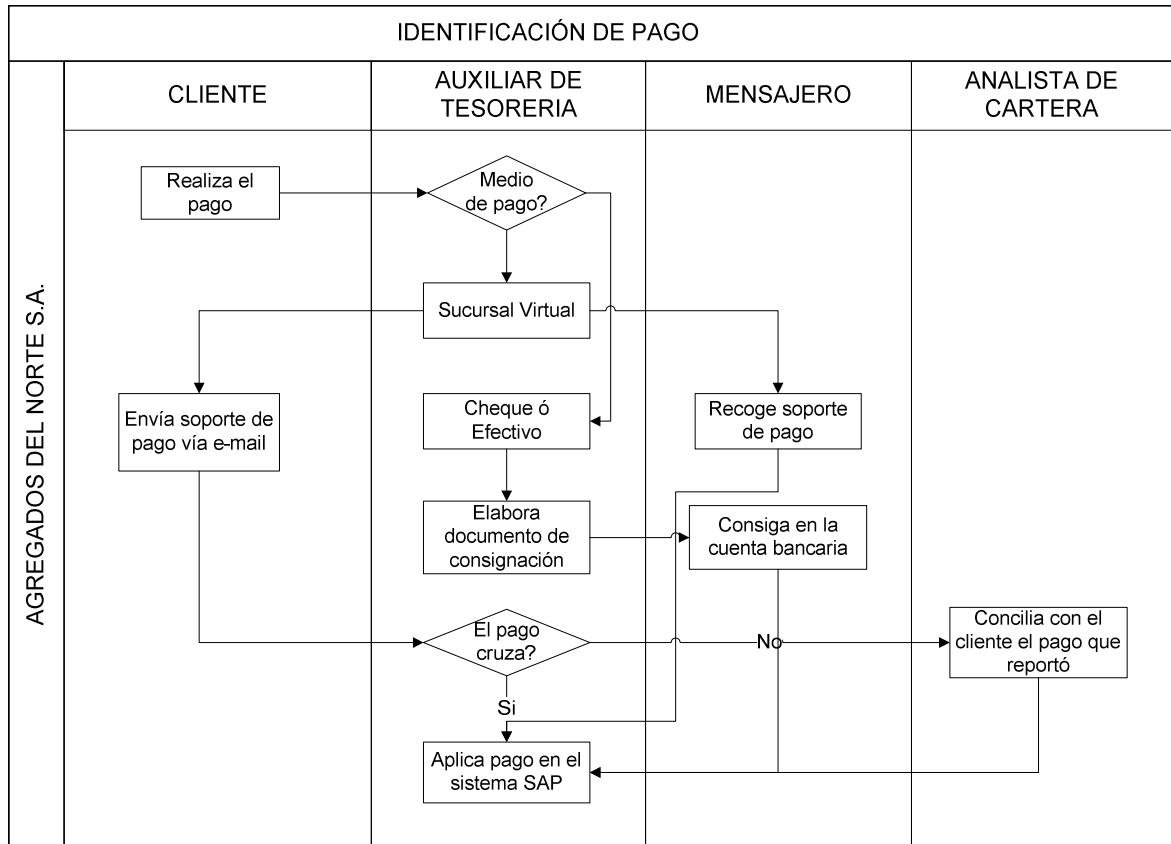 IDENTIFICACIÓN DE PAGO
AGREGADOS DEL NORTE S.A.
CLIENTE
AUXILIAR DE
TESORERIA
MENSAJERO
ANALISTA DE
CARTERA
Realiza el
pago
Medio
de pago?
Sucursal Virtual
Envía soporte de
pago vía e-mail
Cheque ó
Efectivo
Recoge soporte
de pago
Elabora
documento de
consignación
Consiga en la
cuenta bancaria
El pago
cruza?
No
Concilia con el
cliente el pago que
reportó
Si
Aplica pago en el
sistema SAP